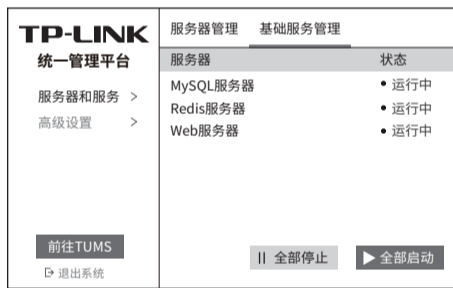 TP-LINK
统一管理平台
服务器和服务 >
高级设置 >
前往TUMS
退出系统
服务器管理 基础服务管理
服务器 状态
MySQL服务器 • 运行中
Redis服务器 • 运行中
Web服务器 • 运行中
全部停止 全部启动